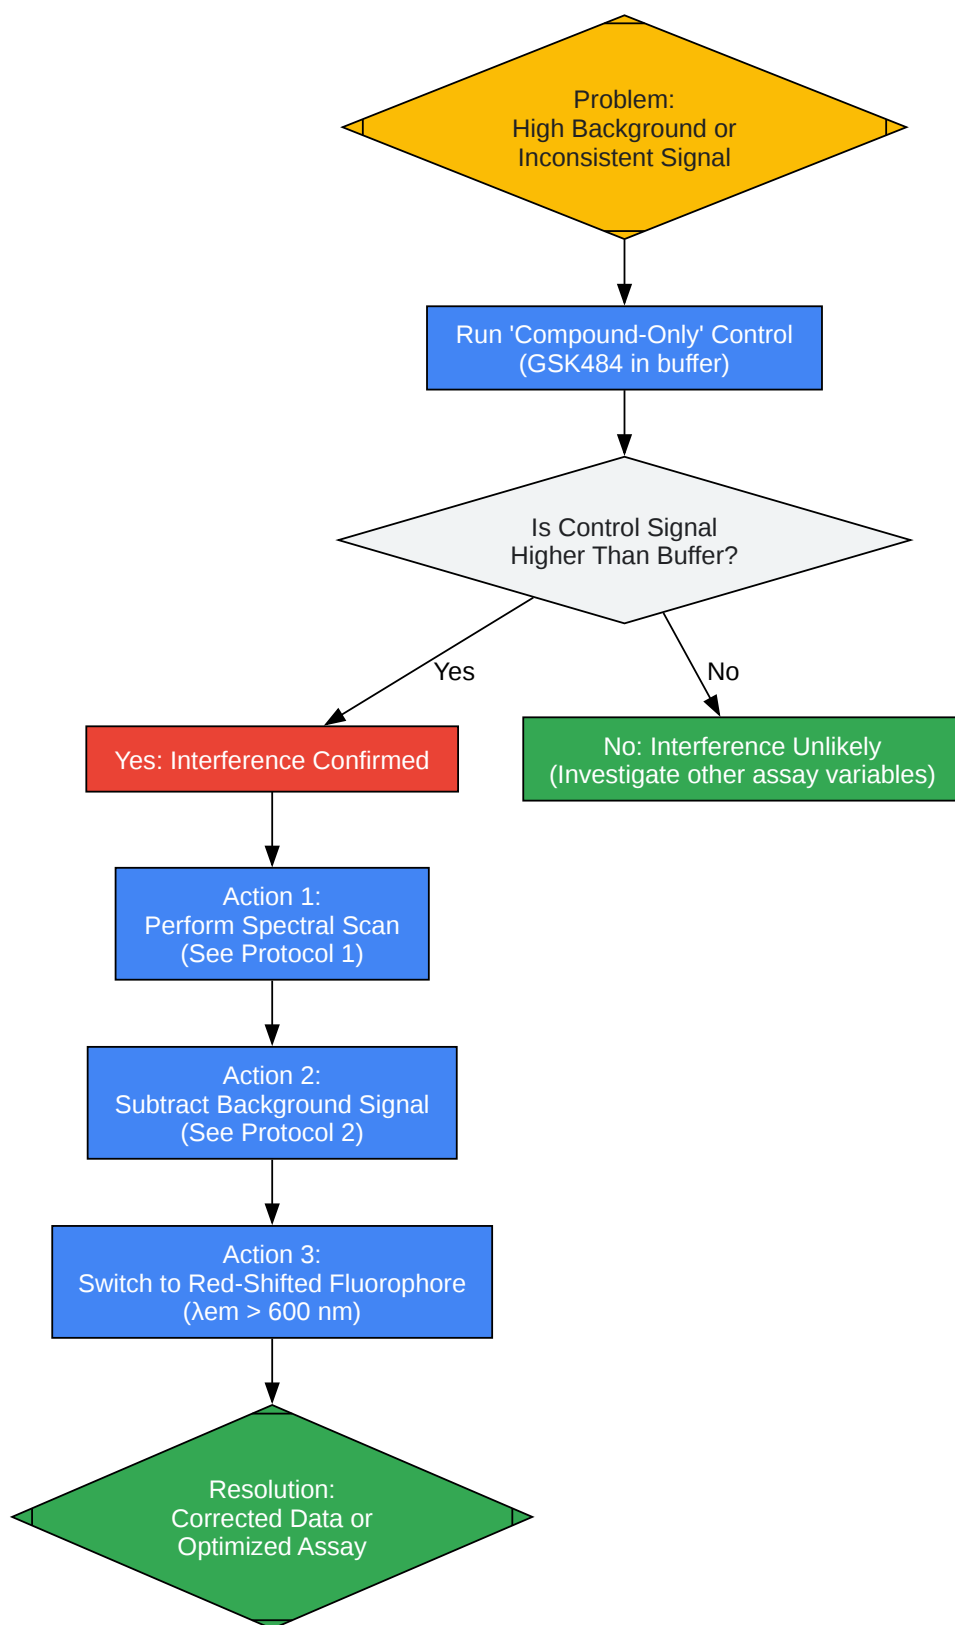 Problem:
High Background or
Inconsistent Signal
Run 'Compound-Only' Control
(GSK484 in buffer)
Is Control Signal
Higher Than Buffer?
Yes
No
Yes: Interference Confirmed
No: Interference Unlikely
(Investigate other assay variables)
Action 1:
Perform Spectral Scan
(See Protocol 1)
Action 2:
Subtract Background Signal
(See Protocol 2)
Action 3:
Switch to Red-Shifted Fluorophore
(λem > 600 nm)
Resolution:
Corrected Data or
Optimized Assay